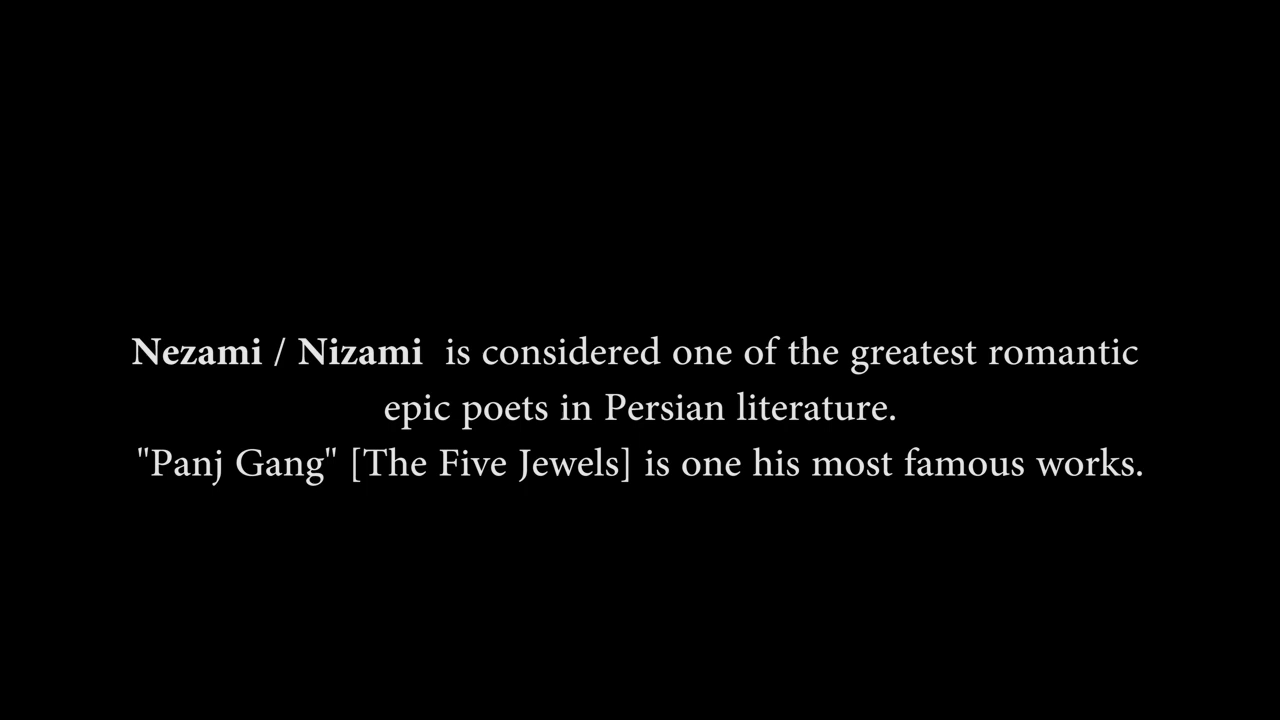 Nezami / Nizami is considered one of the greatest romantic
epic poets in Persian literature.
"Panj Gang" [The Five Jewels] is one his most famous works.